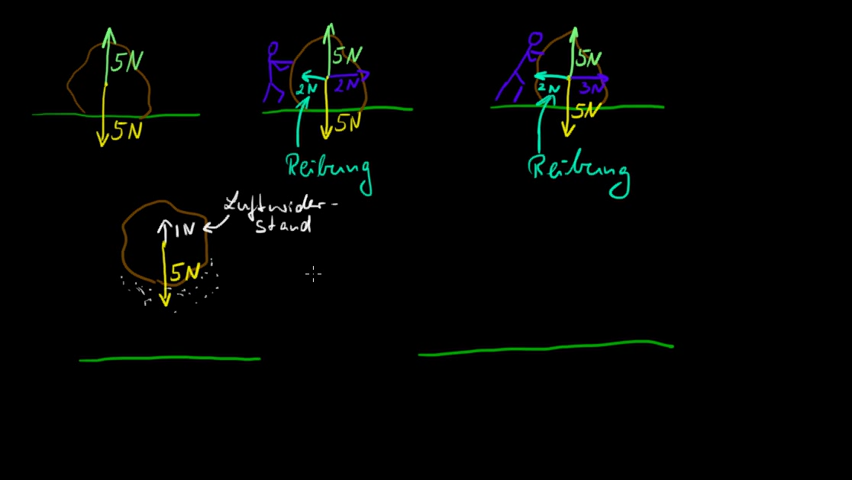 5N
5N
5N
2N 2N
5N
Reibung
5N
2N 3N
5N
Reibung
Luftwider-
stand
1N
5N